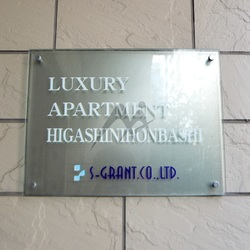 LUXURY
APARTMENT
HIGASHINIHONBASHI
S-GRANT.CO.,LTD.